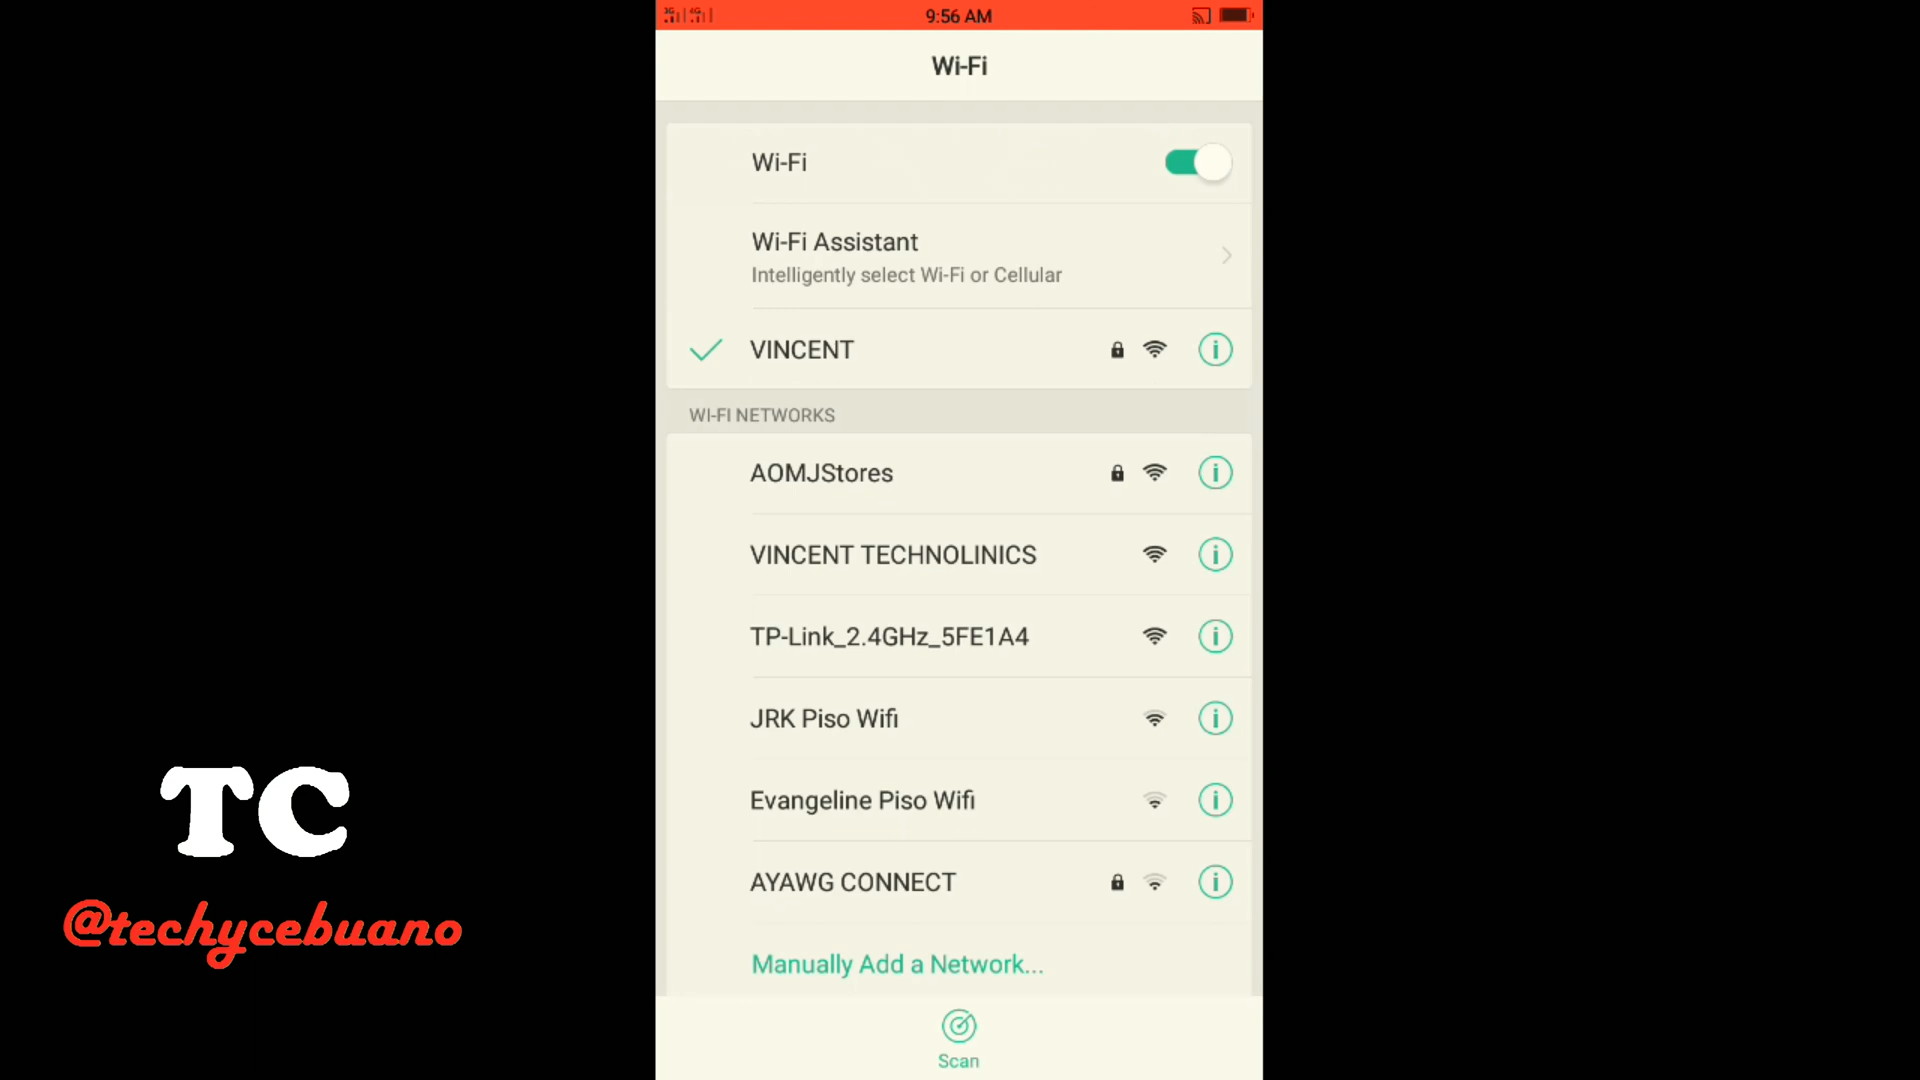 3G 4G 9:56 AM
Wi-Fi
Wi-Fi
Wi-Fi Assistant
Intelligently select Wi-Fi or Cellular
VINCENT
WI-FI NETWORKS
AOMJStores
VINCENT TECHNOLINICS
TP-Link_2.4GHz_5FE1A4
JRK Piso Wifi
Evangeline Piso Wifi
AYAWG CONNECT
Manually Add a Network...
Scan
TC
@techycebuano